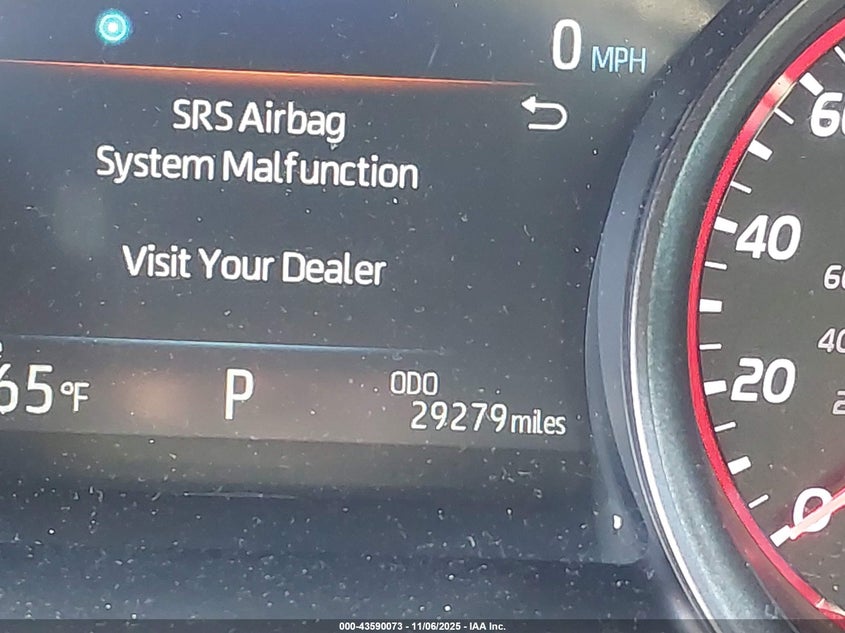 0 MPH
SRS Airbag
System Malfunction
Visit Your Dealer
65°F
P
ODO
29279 miles
60
40
20
0
000-43590073 - 11/06/2025 - IAA Inc.